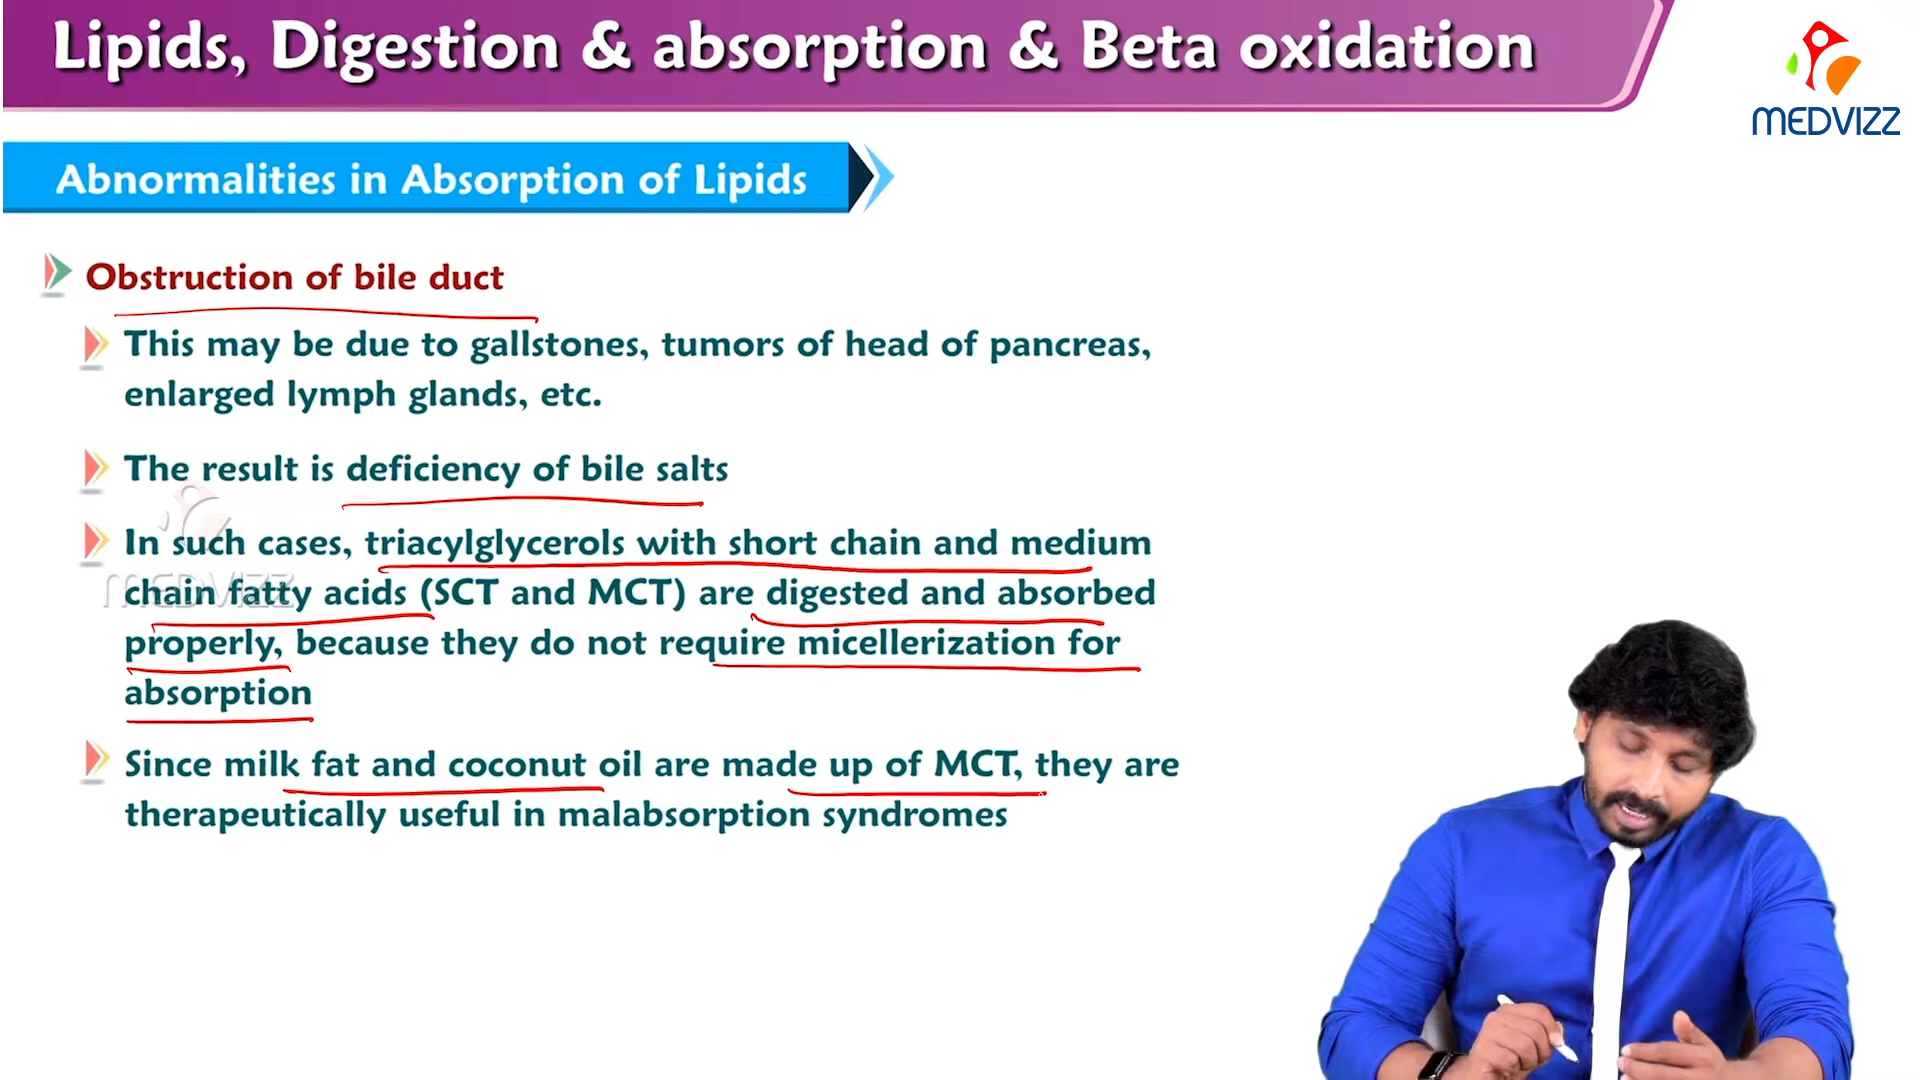 Lipids, Digestion & absorption & Beta oxidation
MEDVIZZ
Abnormalities in Absorption of Lipids
Obstruction of bile duct
This may be due to gallstones, tumors of head of pancreas,
enlarged lymph glands, etc.
The result is deficiency of bile salts
In such cases, triacylglycerols with short chain and medium
chain fatty acids (SCT and MCT) are digested and absorbed
properly, because they do not require micellerization for
absorption
Since milk fat and coconut oil are made up of MCT, they are
therapeutically useful in malabsorption syndromes
MEDVIZZ